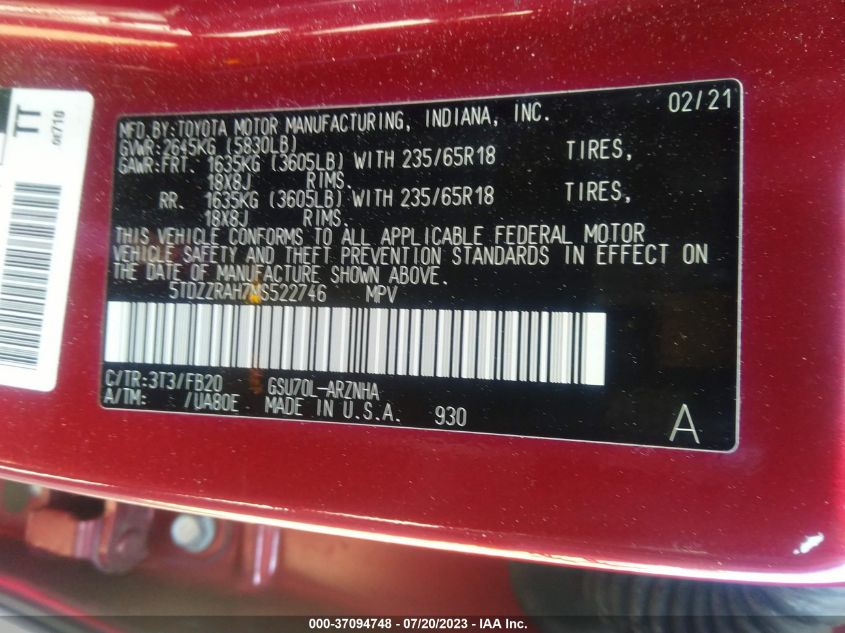 TT
MFD.BY:TOYOTA MOTOR MANUFACTURING, INDIANA, INC. 02/21
GVWR:2645KG (5830LB)
GAWR:FRT. 1635KG (3605LB) WITH 235/65R18 TIRES,
18X8J RIMS.
RR. 1635KG (3605LB) WITH 235/65R18 TIRES,
18X8J RIMS.
THIS VEHICLE CONFORMS TO ALL APPLICABLE FEDERAL MOTOR
VEHICLE SAFETY AND THEFT PREVENTION STANDARDS IN EFFECT ON
THE DATE OF MANUFACTURE SHOWN ABOVE.
5TDZZRAH7MS522746 MPV
C/TR:3T3/FB20 GSU70L-ARZNHA
A/TM: /UA80E MADE IN U.S.A. 930
A
000-37094748 - 07/20/2023 - IAA Inc.